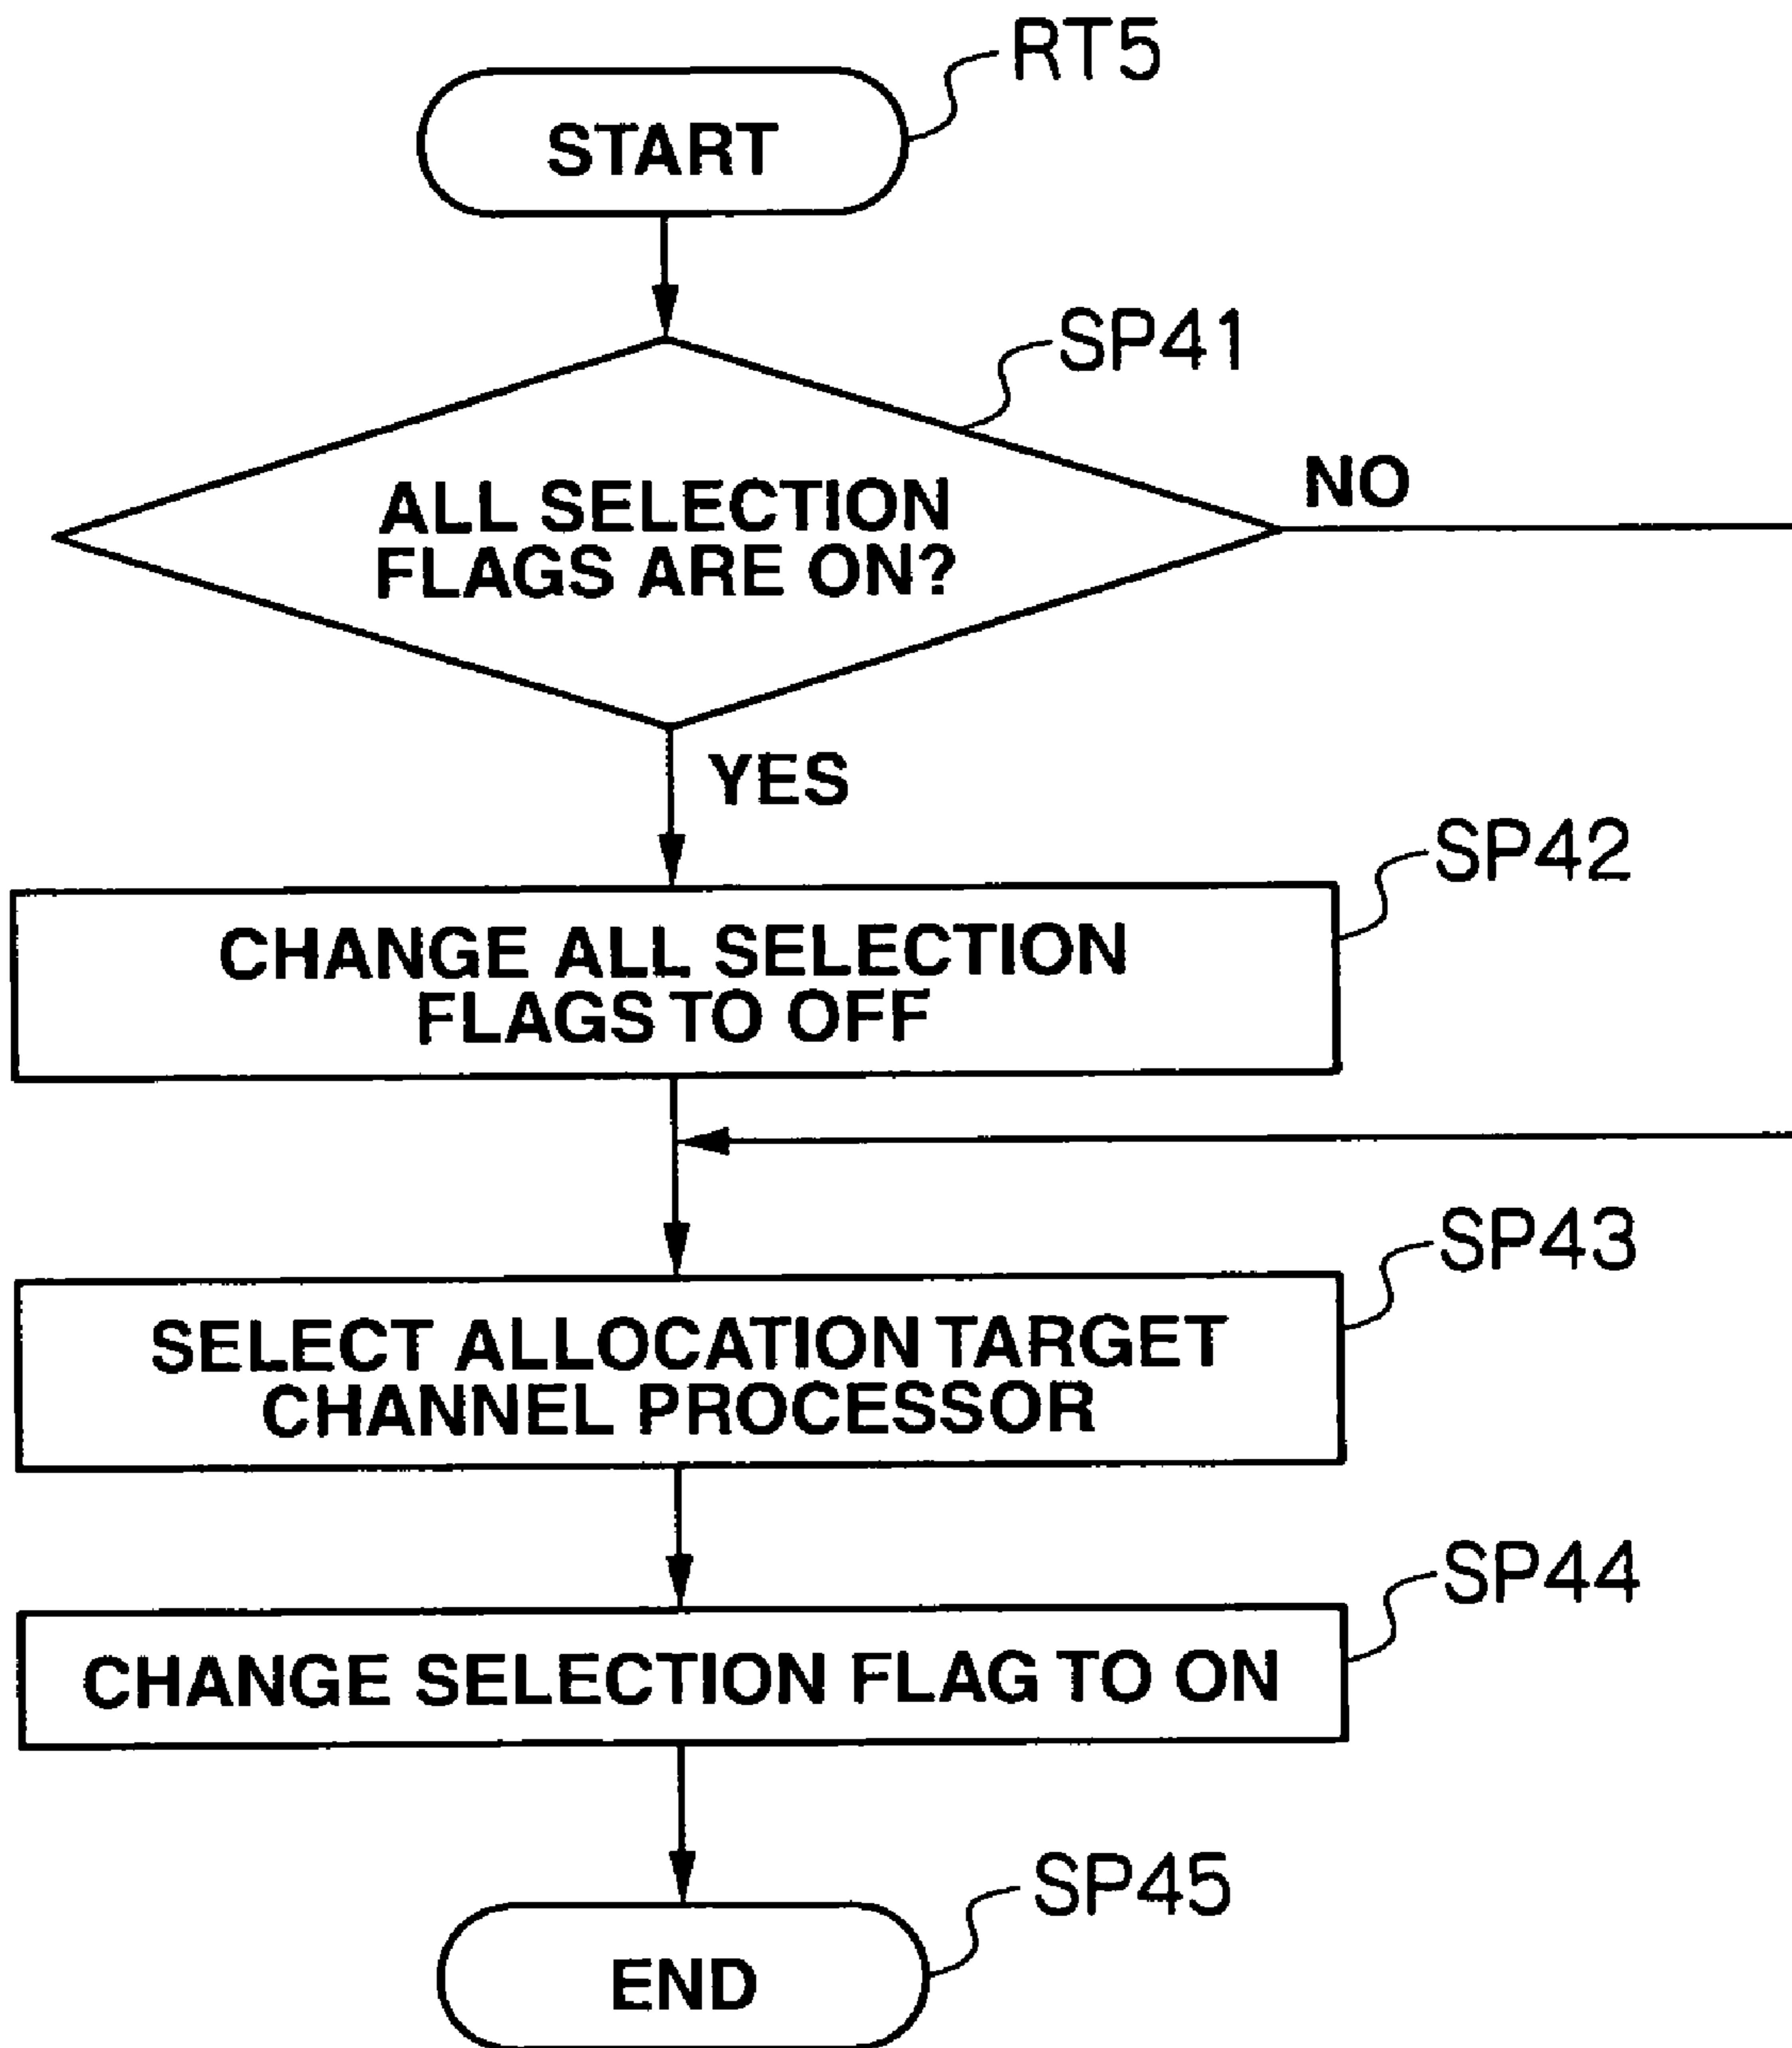 RT5
START
SP41
ALL SELECTION
FLAGS ARE ON?
NO
YES
SP42
CHANGE ALL SELECTION
FLAGS TO OFF
SP43
SELECT ALLOCATION TARGET
CHANNEL PROCESSOR
SP44
CHANGE SELECTION FLAG TO ON
SP45
END